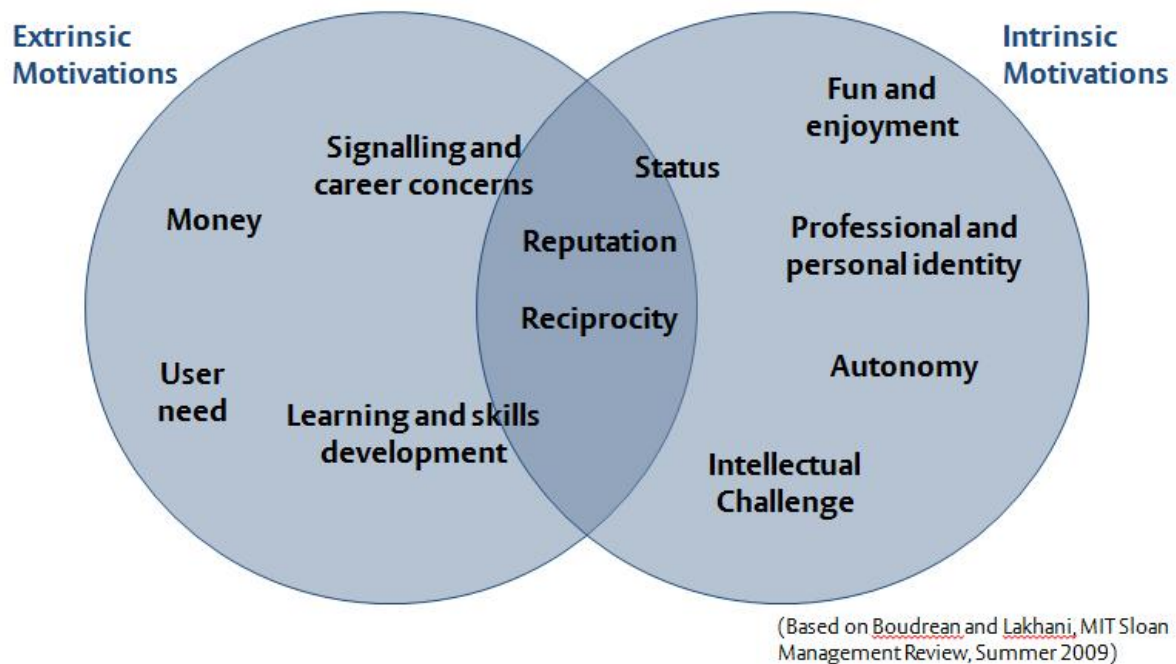 Extrinsic
Motivations
Intrinsic
Motivations
Signalling and
career concerns
Money
User
need
Learning and skills
development
Status
Reputation
Reciprocity
Fun and
enjoyment
Professional and
personal identity
Autonomy
Intellectual
Challenge
(Based on Boudrean and Lakhani, MIT Sloan
Management Review, Summer 2009)